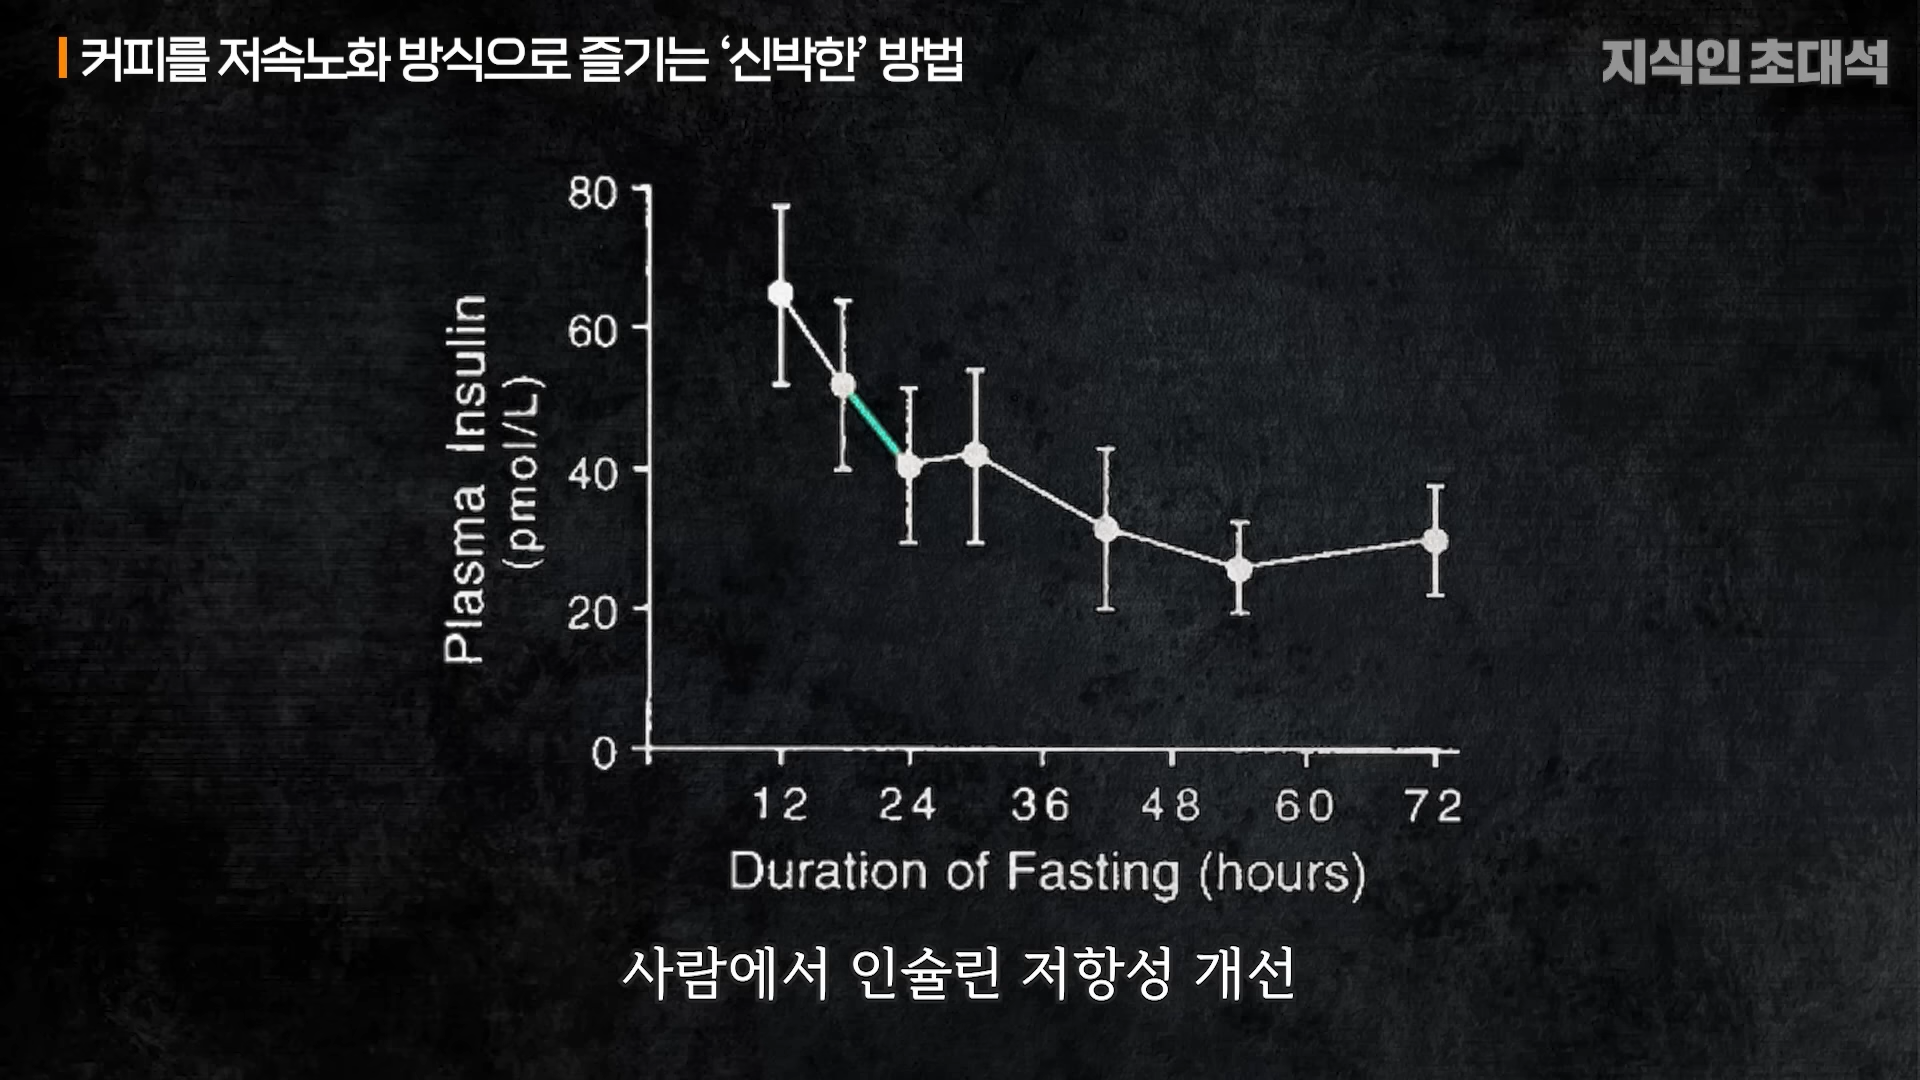 커피를 저속노화 방식으로 즐기는 ‘신박한’ 방법
지식인 초대석
80
60
40
20
0
Plasma Insulin
(pmol/L)
12 24 36 48 60 72
Duration of Fasting (hours)
사람에서 인슐린 저항성 개선